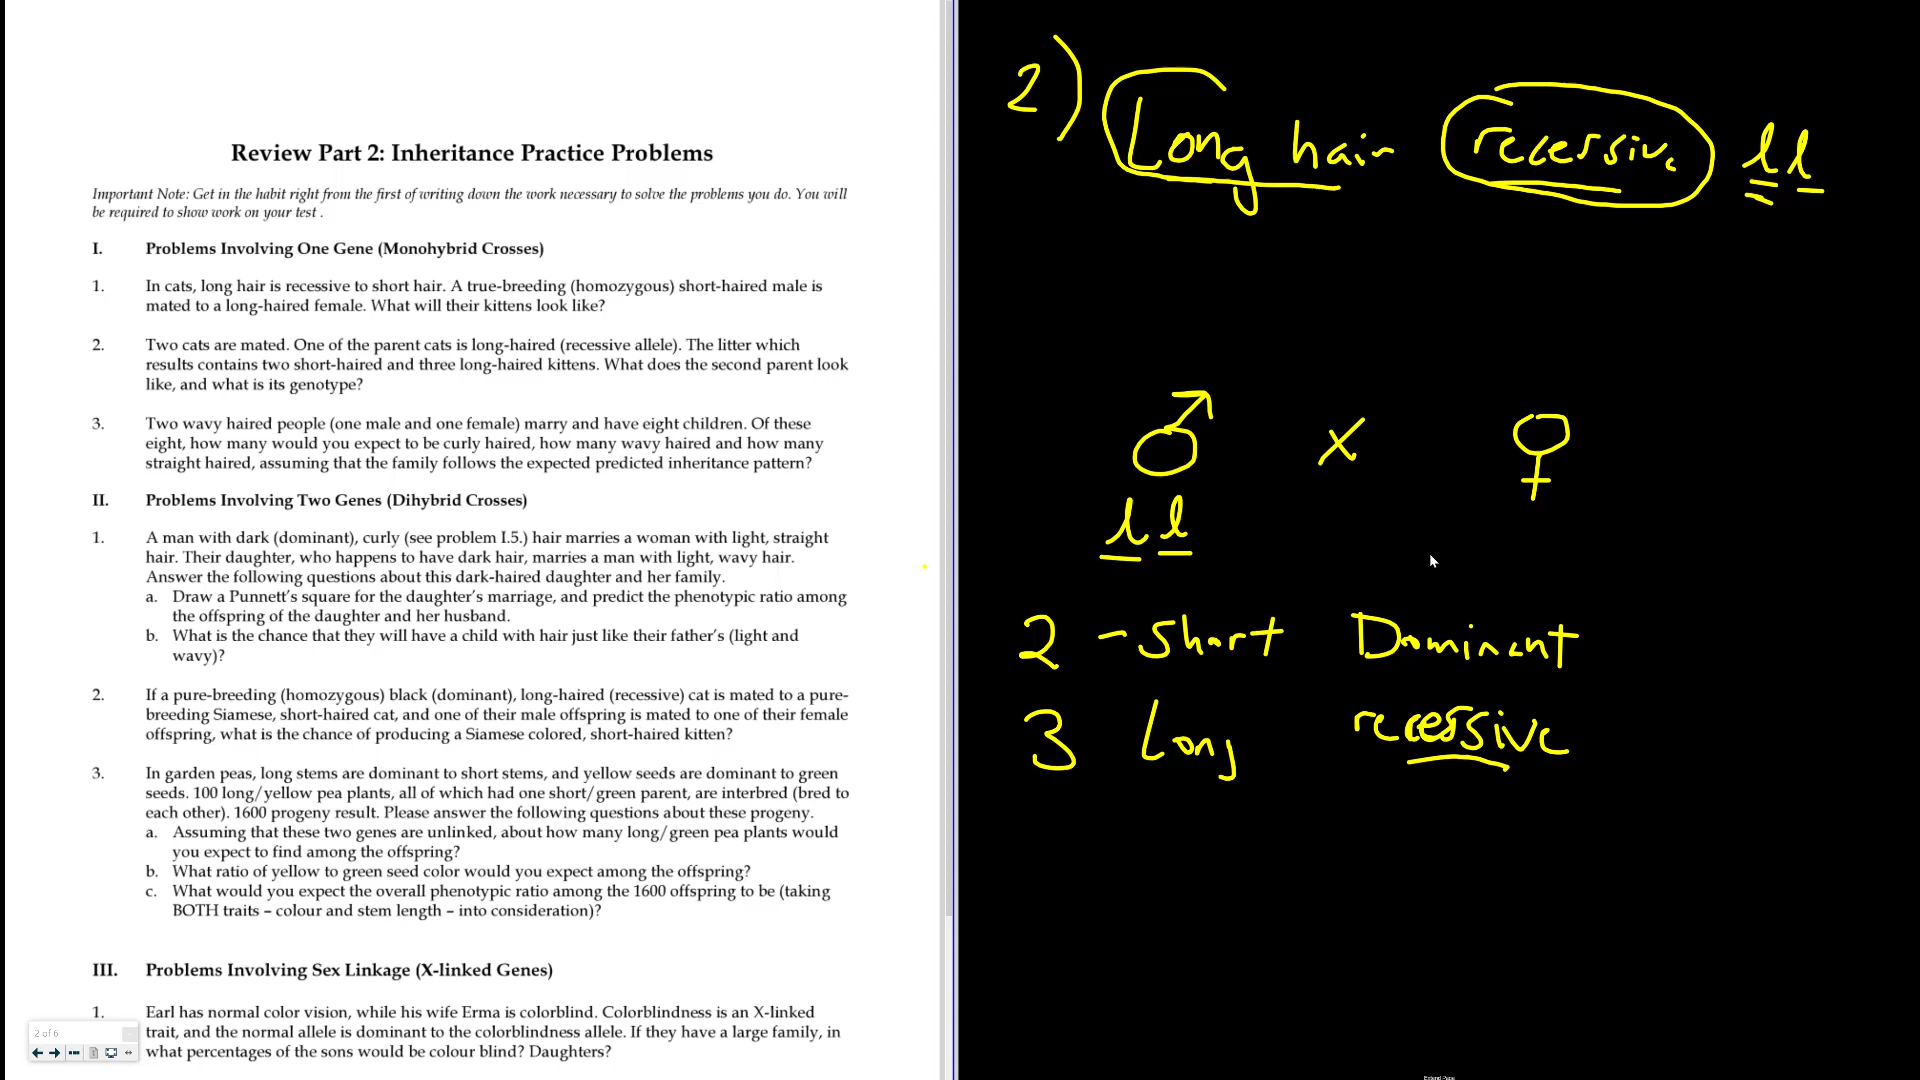 Review Part 2: Inheritance Practice Problems
Important Note: Get in the habit right from the first of writing down the work necessary to solve the problems you do. You will
be required to show work on your test .
I. Problems Involving One Gene (Monohybrid Crosses)
1. In cats, long hair is recessive to short hair. A true-breeding (homozygous) short-haired male is
mated to a long-haired female. What will their kittens look like?
2. Two cats are mated. One of the parent cats is long-haired (recessive allele). The litter which
results contains two short-haired and three long-haired kittens. What does the second parent look
like, and what is its genotype?
3. Two wavy haired people (one male and one female) marry and have eight children. Of these
eight, how many would you expect to be curly haired, how many wavy haired and how many
straight haired, assuming that the family follows the expected predicted inheritance pattern?
II. Problems Involving Two Genes (Dihybrid Crosses)
1. A man with dark (dominant), curly (see problem I.5.) hair marries a woman with light, straight
hair. Their daughter, who happens to have dark hair, marries a man with light, wavy hair.
Answer the following questions about this dark-haired daughter and her family.
a. Draw a Punnett's square for the daughter's marriage, and predict the phenotypic ratio among
the offspring of the daughter and her husband.
b. What is the chance that they will have a child with hair just like their father's (light and
wavy)?
2. If a pure-breeding (homozygous) black (dominant), long-haired (recessive) cat is mated to a pure-
breeding Siamese, short-haired cat, and one of their male offspring is mated to one of their female
offspring, what is the chance of producing a Siamese colored, short-haired kitten?
3. In garden peas, long stems are dominant to short stems, and yellow seeds are dominant to green
seeds. 100 long/yellow pea plants, all of which had one short/green parent, are interbred (bred to
each other). 1600 progeny result. Please answer the following questions about these progeny.
a. Assuming that these two genes are unlinked, about how many long/green pea plants would
you expect to find among the offspring?
b. What ratio of yellow to green seed color would you expect among the offspring?
c. What would you expect the overall phenotypic ratio among the 1600 offspring to be (taking
BOTH traits – colour and stem length – into consideration)?
III. Problems Involving Sex Linkage (X-linked Genes)
1. Earl has normal color vision, while his wife Erma is colorblind. Colorblindness is an X-linked
trait, and the normal allele is dominant to the colorblindness allele. If they have a large family, in
what percentages of the sons would be colour blind? Daughters?
2 of 6
2) Long hair recessive l l
♂ x ♀
l l
2 - Short Dominant
3 Long recessive
Extend Page